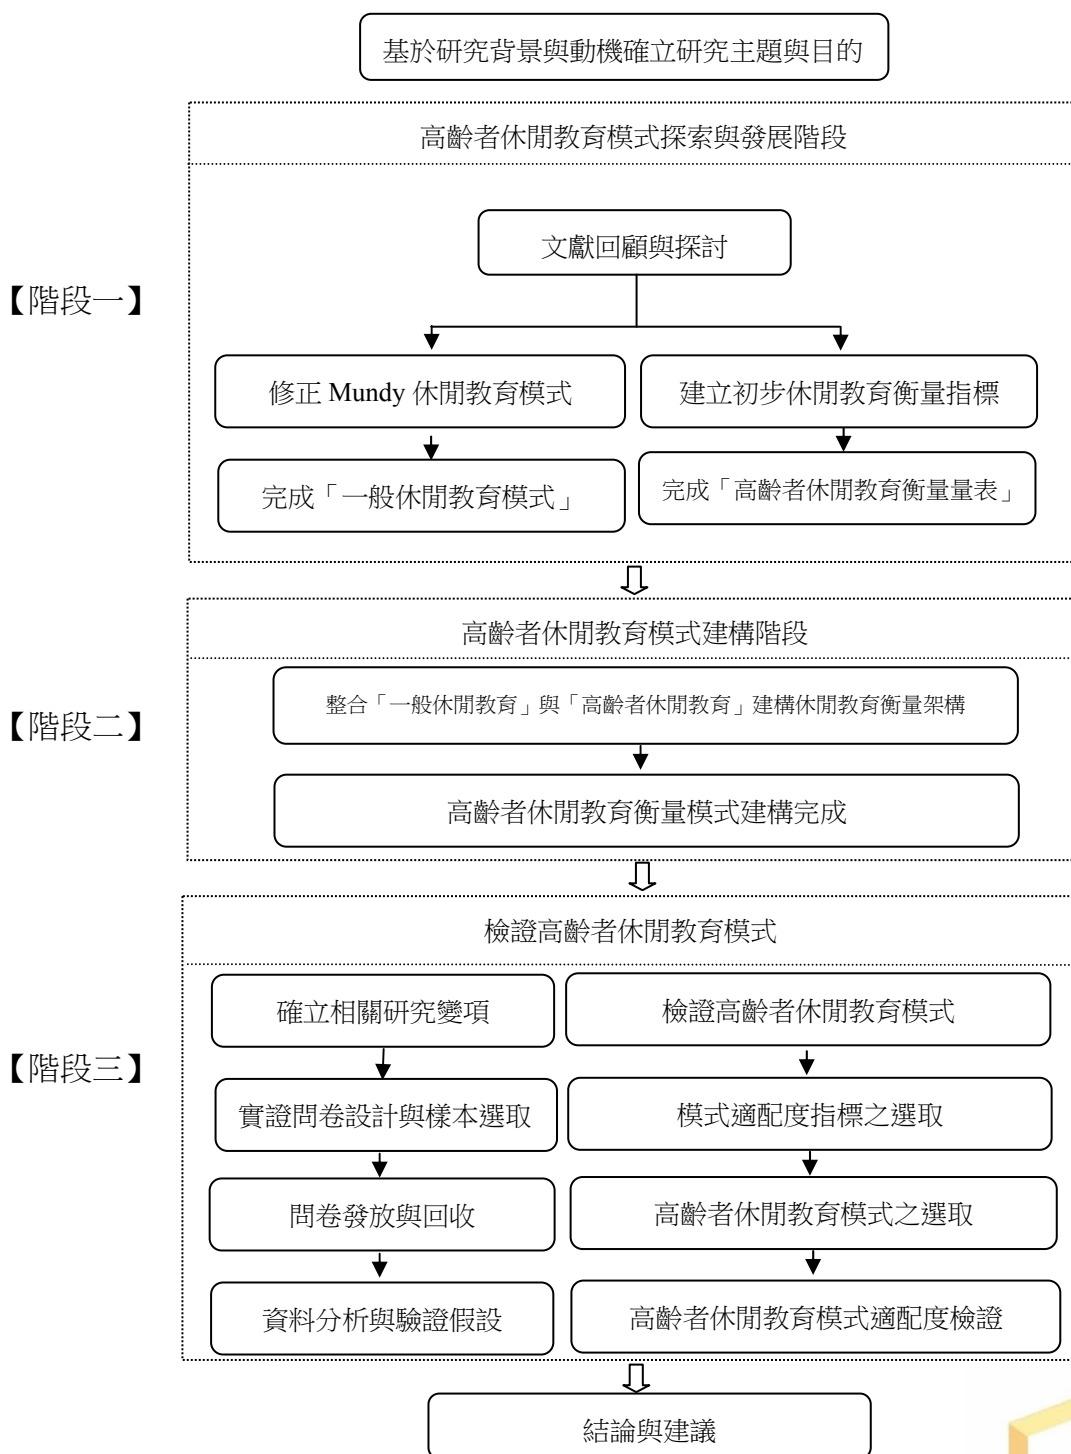 基於研究背景與動機確立研究主題與目的
高齡者休閒教育模式探索與發展階段
文獻回顧與探討
【階段一】
修正 Mundy 休閒教育模式
建立初步休閒教育衡量指標
完成「一般休閒教育模式」
完成「高齡者休閒教育衡量量表」
高齡者休閒教育模式建構階段
整合「一般休閒教育」與「高齡者休閒教育」建構休閒教育衡量架構
【階段二】
高齡者休閒教育衡量模式建構完成
檢證高齡者休閒教育模式
確立相關研究變項
檢證高齡者休閒教育模式
【階段三】
實證問卷設計與樣本選取
模式適配度指標之選取
問卷發放與回收
高齡者休閒教育模式之選取
資料分析與驗證假設
高齡者休閒教育模式適配度檢證
結論與建議